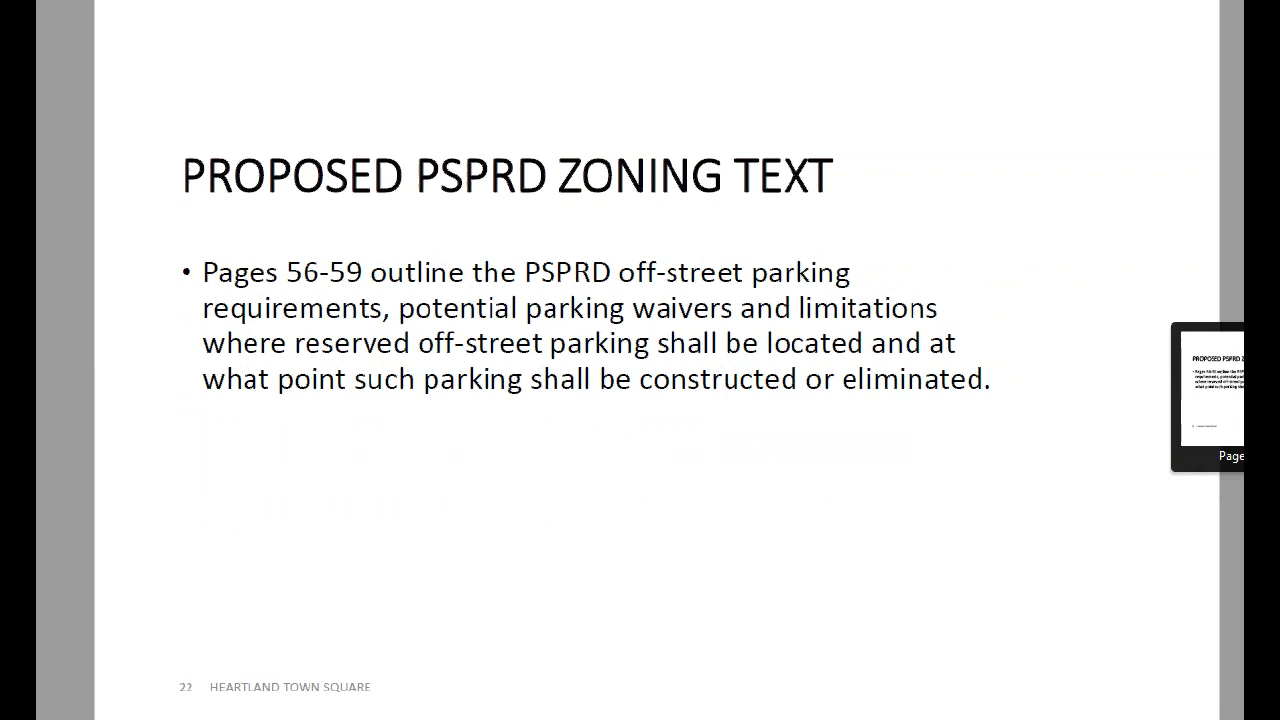 PROPOSED PSPRD ZONING TEXT
• Pages 56-59 outline the PSPRD off-street parking
requirements, potential parking waivers and limitations
where reserved off-street parking shall be located and at
what point such parking shall be constructed or eliminated.
PROPOSED PSPRD Z
Page
22 HEARTLAND TOWN SQUARE